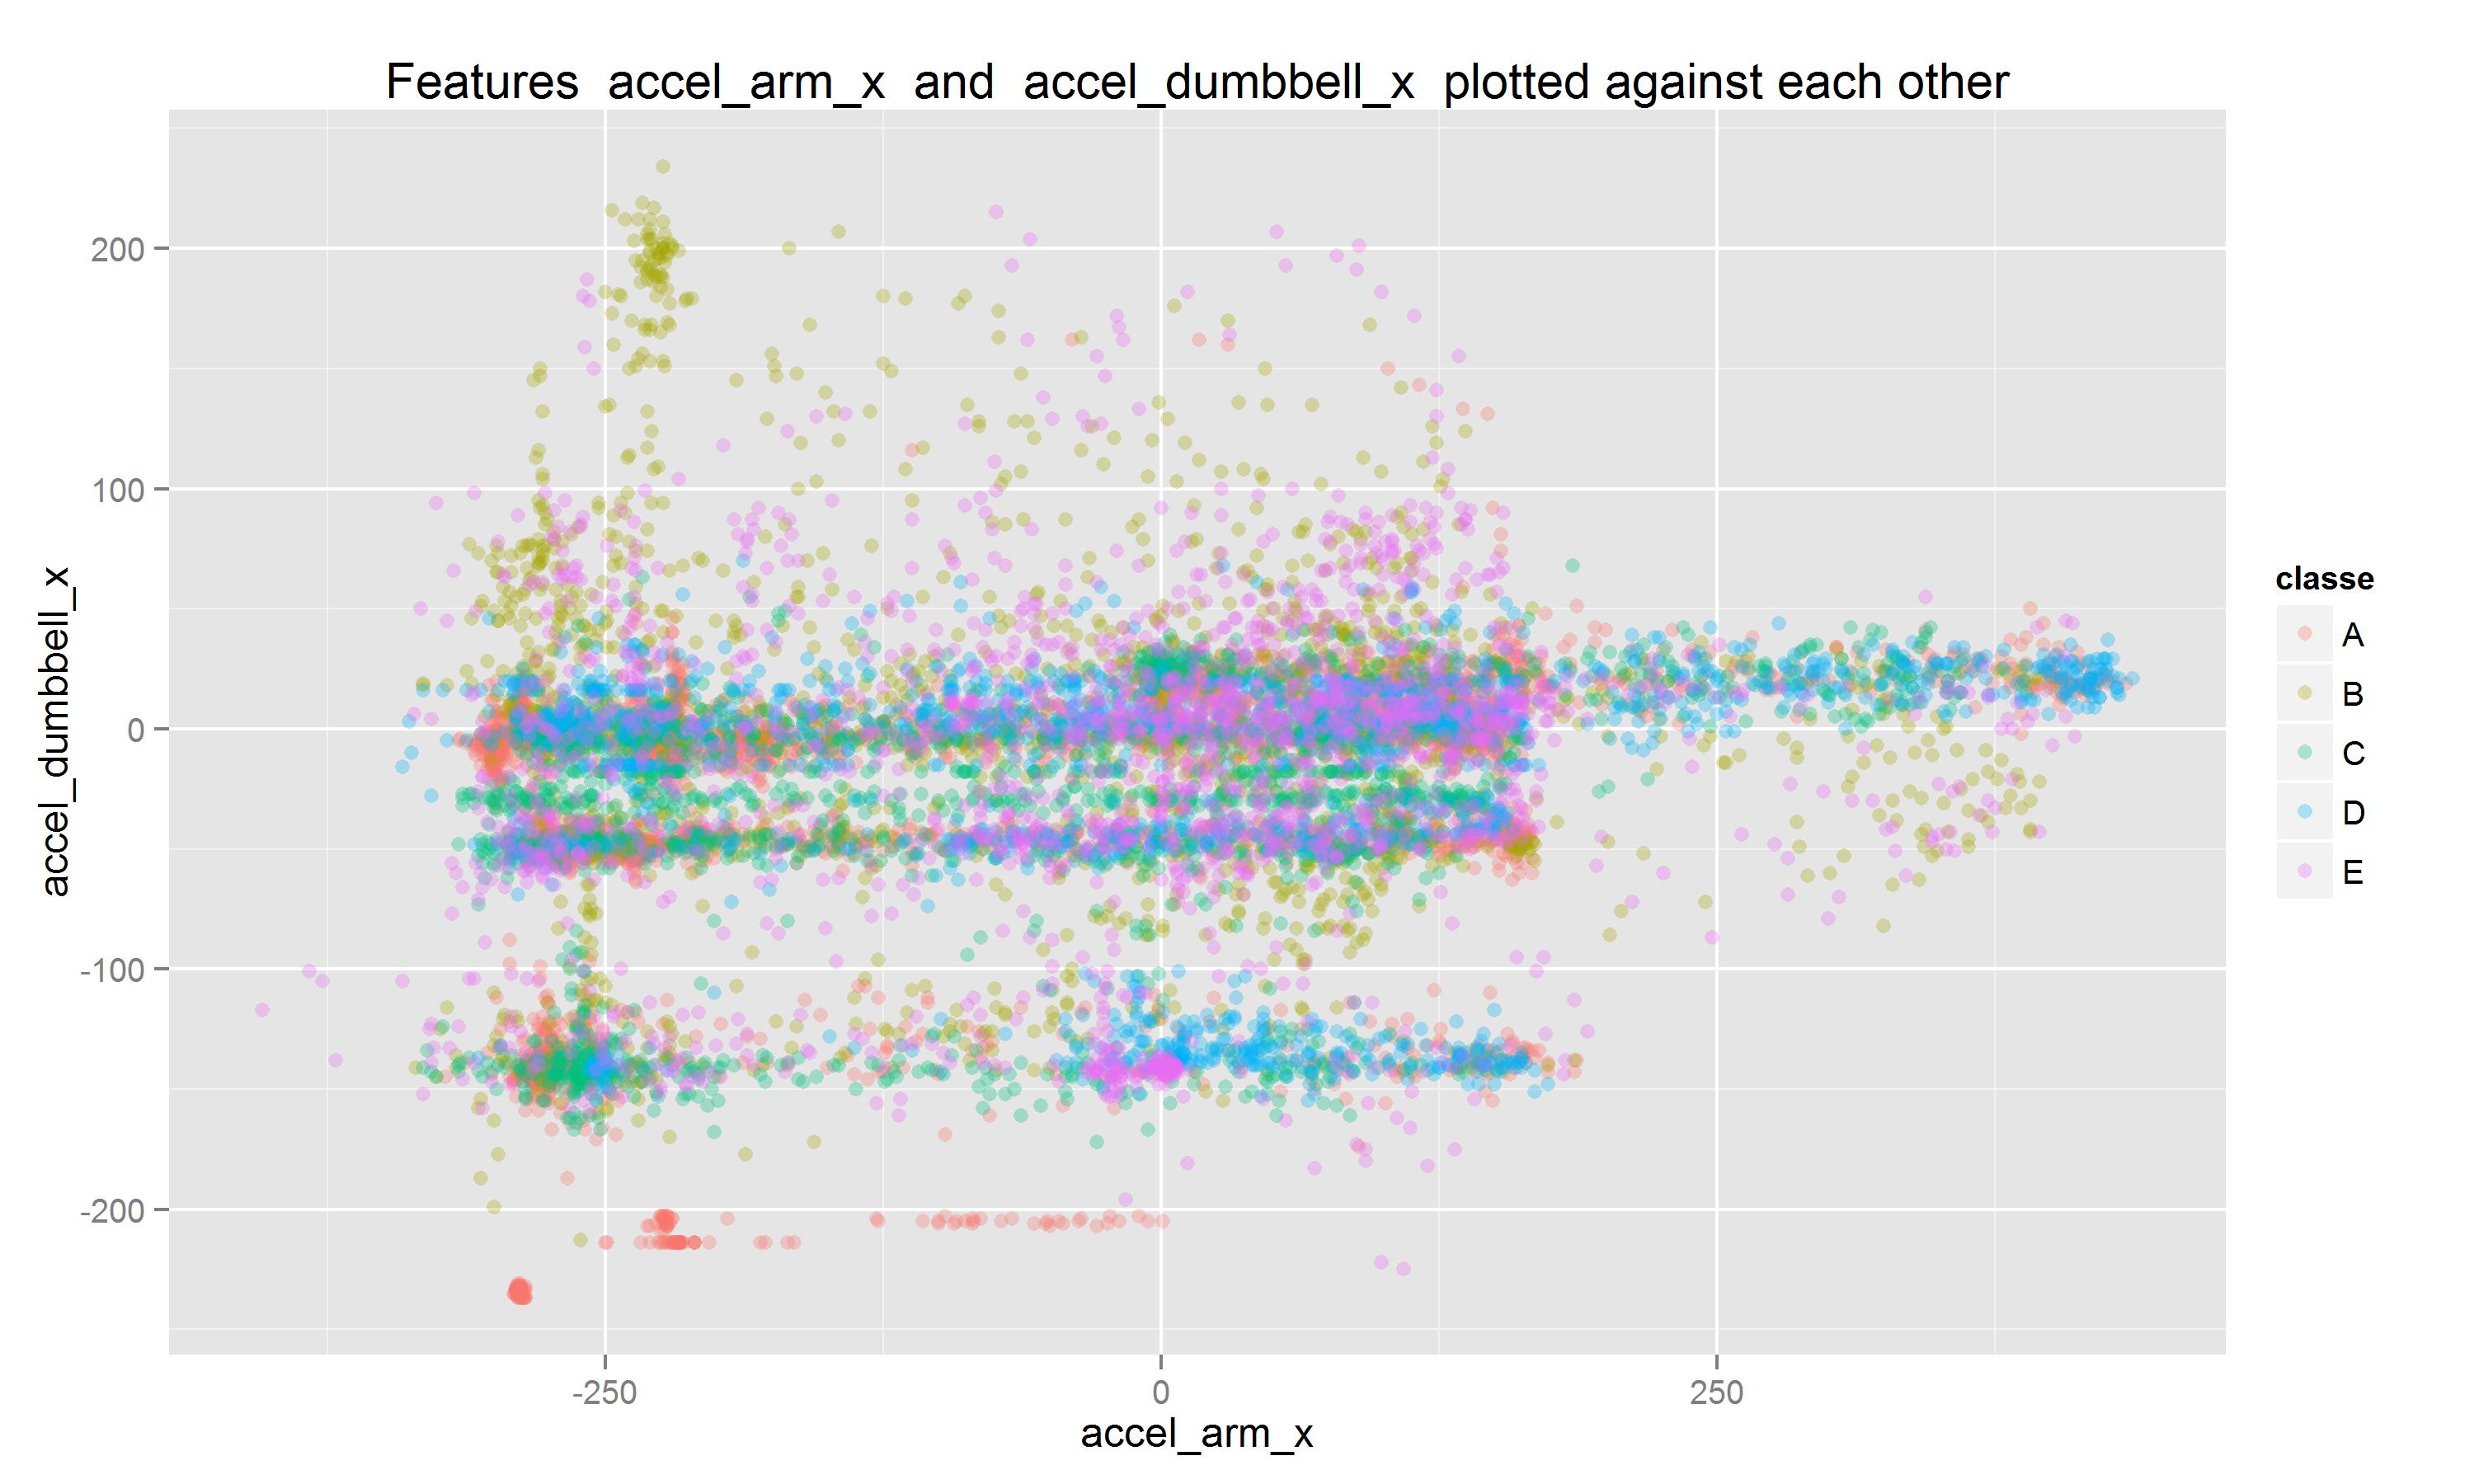 Features accel_arm_x and accel_dumbbell_x plotted against each other
accel_dumbbell_x
200
100
0
-100
-200
-250
0
250
accel_arm_x
classe
A
B
C
D
E